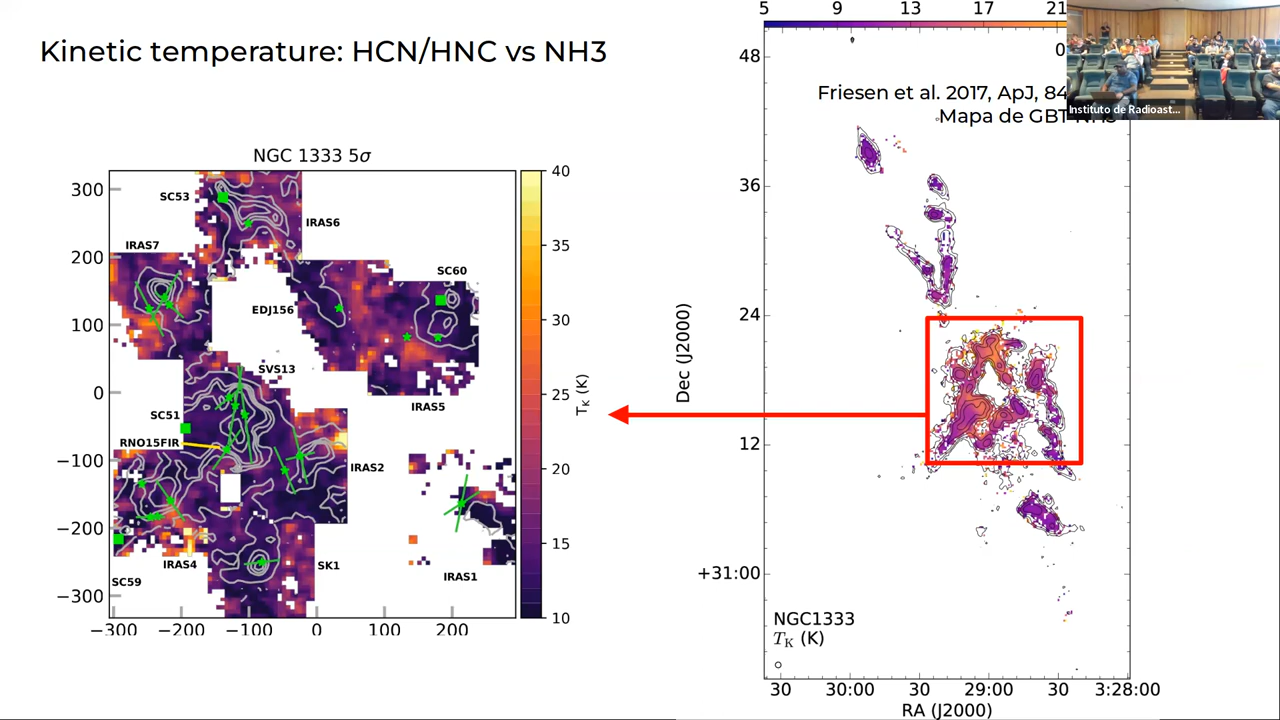 Kinetic temperature: HCN/HNC vs NH3
5 9 13 17 21
Friesen et al. 2017, ApJ, 84
Mapa de GBT NH3
Instituto de Radioast...
NGC 1333 5σ
300
200
100
0
−100
−200
−300
−300 −200 −100 0 100 200
SC53
IRAS6
IRAS7
SC60
EDJ156
SVS13
IRAS5
SC51
RNO15FIR
IRAS2
IRAS4
SK1
SC59
IRAS1
40
35
30
25
20
15
10
T_K (K)
Dec (J2000)
48
36
24
12
+31:00
NGC1333
T_K (K)
30 30:00 30 29:00 30 3:28:00
RA (J2000)